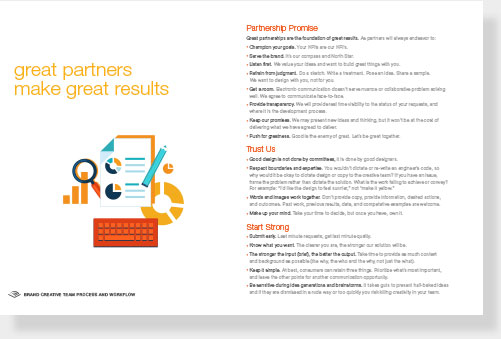 great partners
make great results
BRAND CREATIVE TEAM PROCESS AND WORKFLOW
Partnership Promise
Great partnerships are the foundation of great results. As partners will always endeavor to:
• Champion your goals. Your KPIs are our KPIs.
• Serve the brand. It's our common cause.
• Listen first. We value your ideas and want to build great things with you.
• Refrain from judgment. Do a sketch. Write a treatment. Pose an idea. Share a sample.
We want to design with you, not for you.
• Get a room. Electronic communication doesn't serve nuance or collaborative problem solving
well. We agree to communicate face-to-face.
• Provide transparency. We will provide real time visibility to the status of your requests, and
where it is in the development process.
• Keep our promises. We may present new ideas and thinking, but it won't be at the cost of
delivering what we have agreed to deliver.
• Push for greatness. Good is the enemy of great. Let's be great together.
Trust Us
• Good design is not done by committees, it is done by good designers.
• Respect boundaries and expertise. You wouldn't dictate or re-write an engineer's code, so
why would it be okay to dictate design or copy to the creative team? If you have an issue,
frame the problem rather than dictate the solution. What is the work failing to achieve or convey?
For example: "I'd like the design to feel sunnier," not "make it yellow."
• Words and images work together. Don't provide copy, provide information, desired actions,
and outcomes. Past work, previous results, data, and competitive examples are welcome.
• Make up your mind. Take your time to decide, but once you have, own it.
Start Strong
• Submit early. Last minute requests, get last minute quality.
• Know what you want. The clearer you are, the stronger our solution will be.
• The stronger the input (brief), the better the output. Take time to provide as much context
and background as possible (the why, the who and the why, not just the what).
• Keep it simple. At best, consumers can retain three things. Prioritize what's most important,
and leave the other points for another communication opportunity.
• Be sensitive during idea generations and brainstorming. It takes guts to present half-baked ideas
and if they are dismissed in a rude way or too quickly you risk killing creativity in your team.